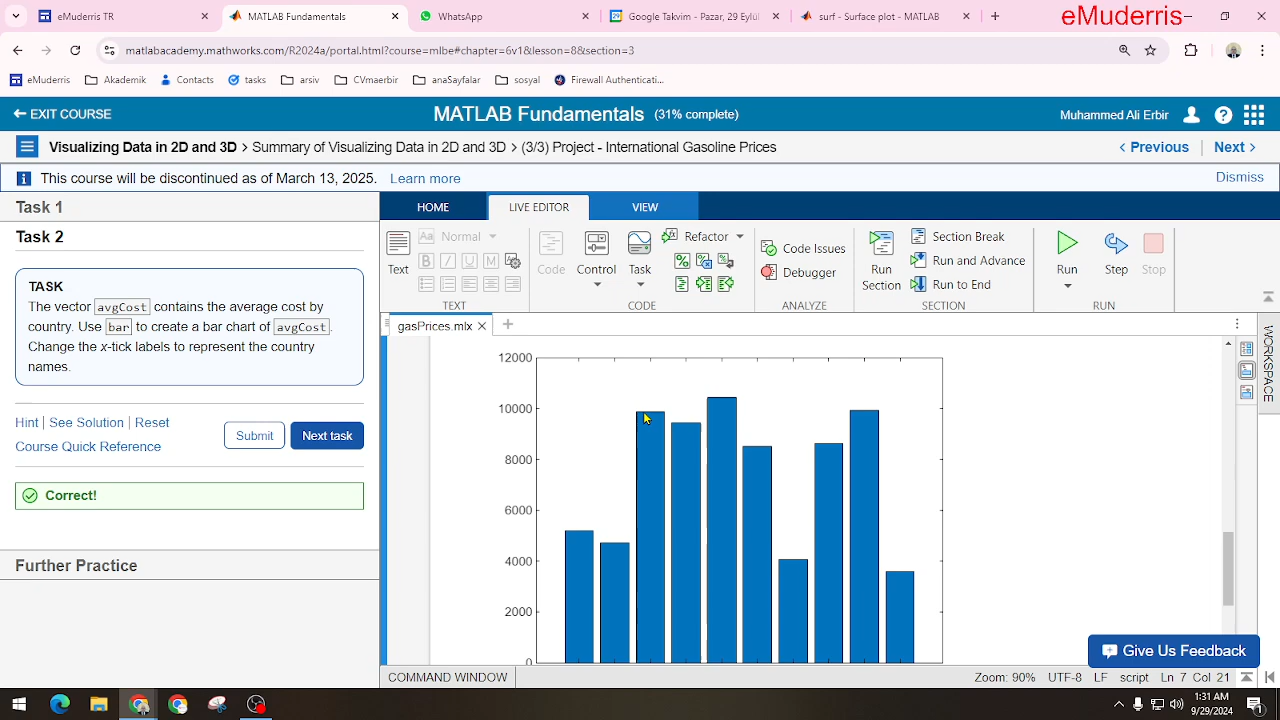 eMuderris TR
MATLAB Fundamentals
WhatsApp
Google Takvim - Pazar, 29 Eylül
surf - Surface plot - MATLAB
eMuderris
matlabacademy.mathworks.com/R2024a/portal.html?course=mlbe#chapter=6v1&lesson=8&section=3
eMuderris
Akademik
Contacts
tasks
arsiv
CVmaerbir
anaSayfalar
sosyal
Firewall Authenticati...
EXIT COURSE
MATLAB Fundamentals (31% complete)
Muhammed Ali Erbir
Visualizing Data in 2D and 3D > Summary of Visualizing Data in 2D and 3D > (3/3) Project - International Gasoline Prices
< Previous
Next >
This course will be discontinued as of March 13, 2025. Learn more
Dismiss
Task 1
Task 2
TASK
The vector avgCost contains the average cost by
country. Use bar to create a bar chart of avgCost.
Change the x-tick labels to represent the country
names.
Hint | See Solution | Reset
Course Quick Reference
Submit
Next task
Correct!
Further Practice
HOME
LIVE EDITOR
VIEW
Text
Aa Normal
B I U M
TEXT
Code
Control
Task
Refactor
CODE
Code Issues
Debugger
ANALYZE
Run
Section
Section Break
Run and Advance
Run to End
SECTION
Run
Step
Stop
RUN
gasPrices.mlx
WORKSPACE
12000
10000
8000
6000
4000
2000
0
Give Us Feedback
COMMAND WINDOW
Zoom: 90%
UTF-8
LF
script
Ln 7 Col 21
1:31 AM
9/29/2024